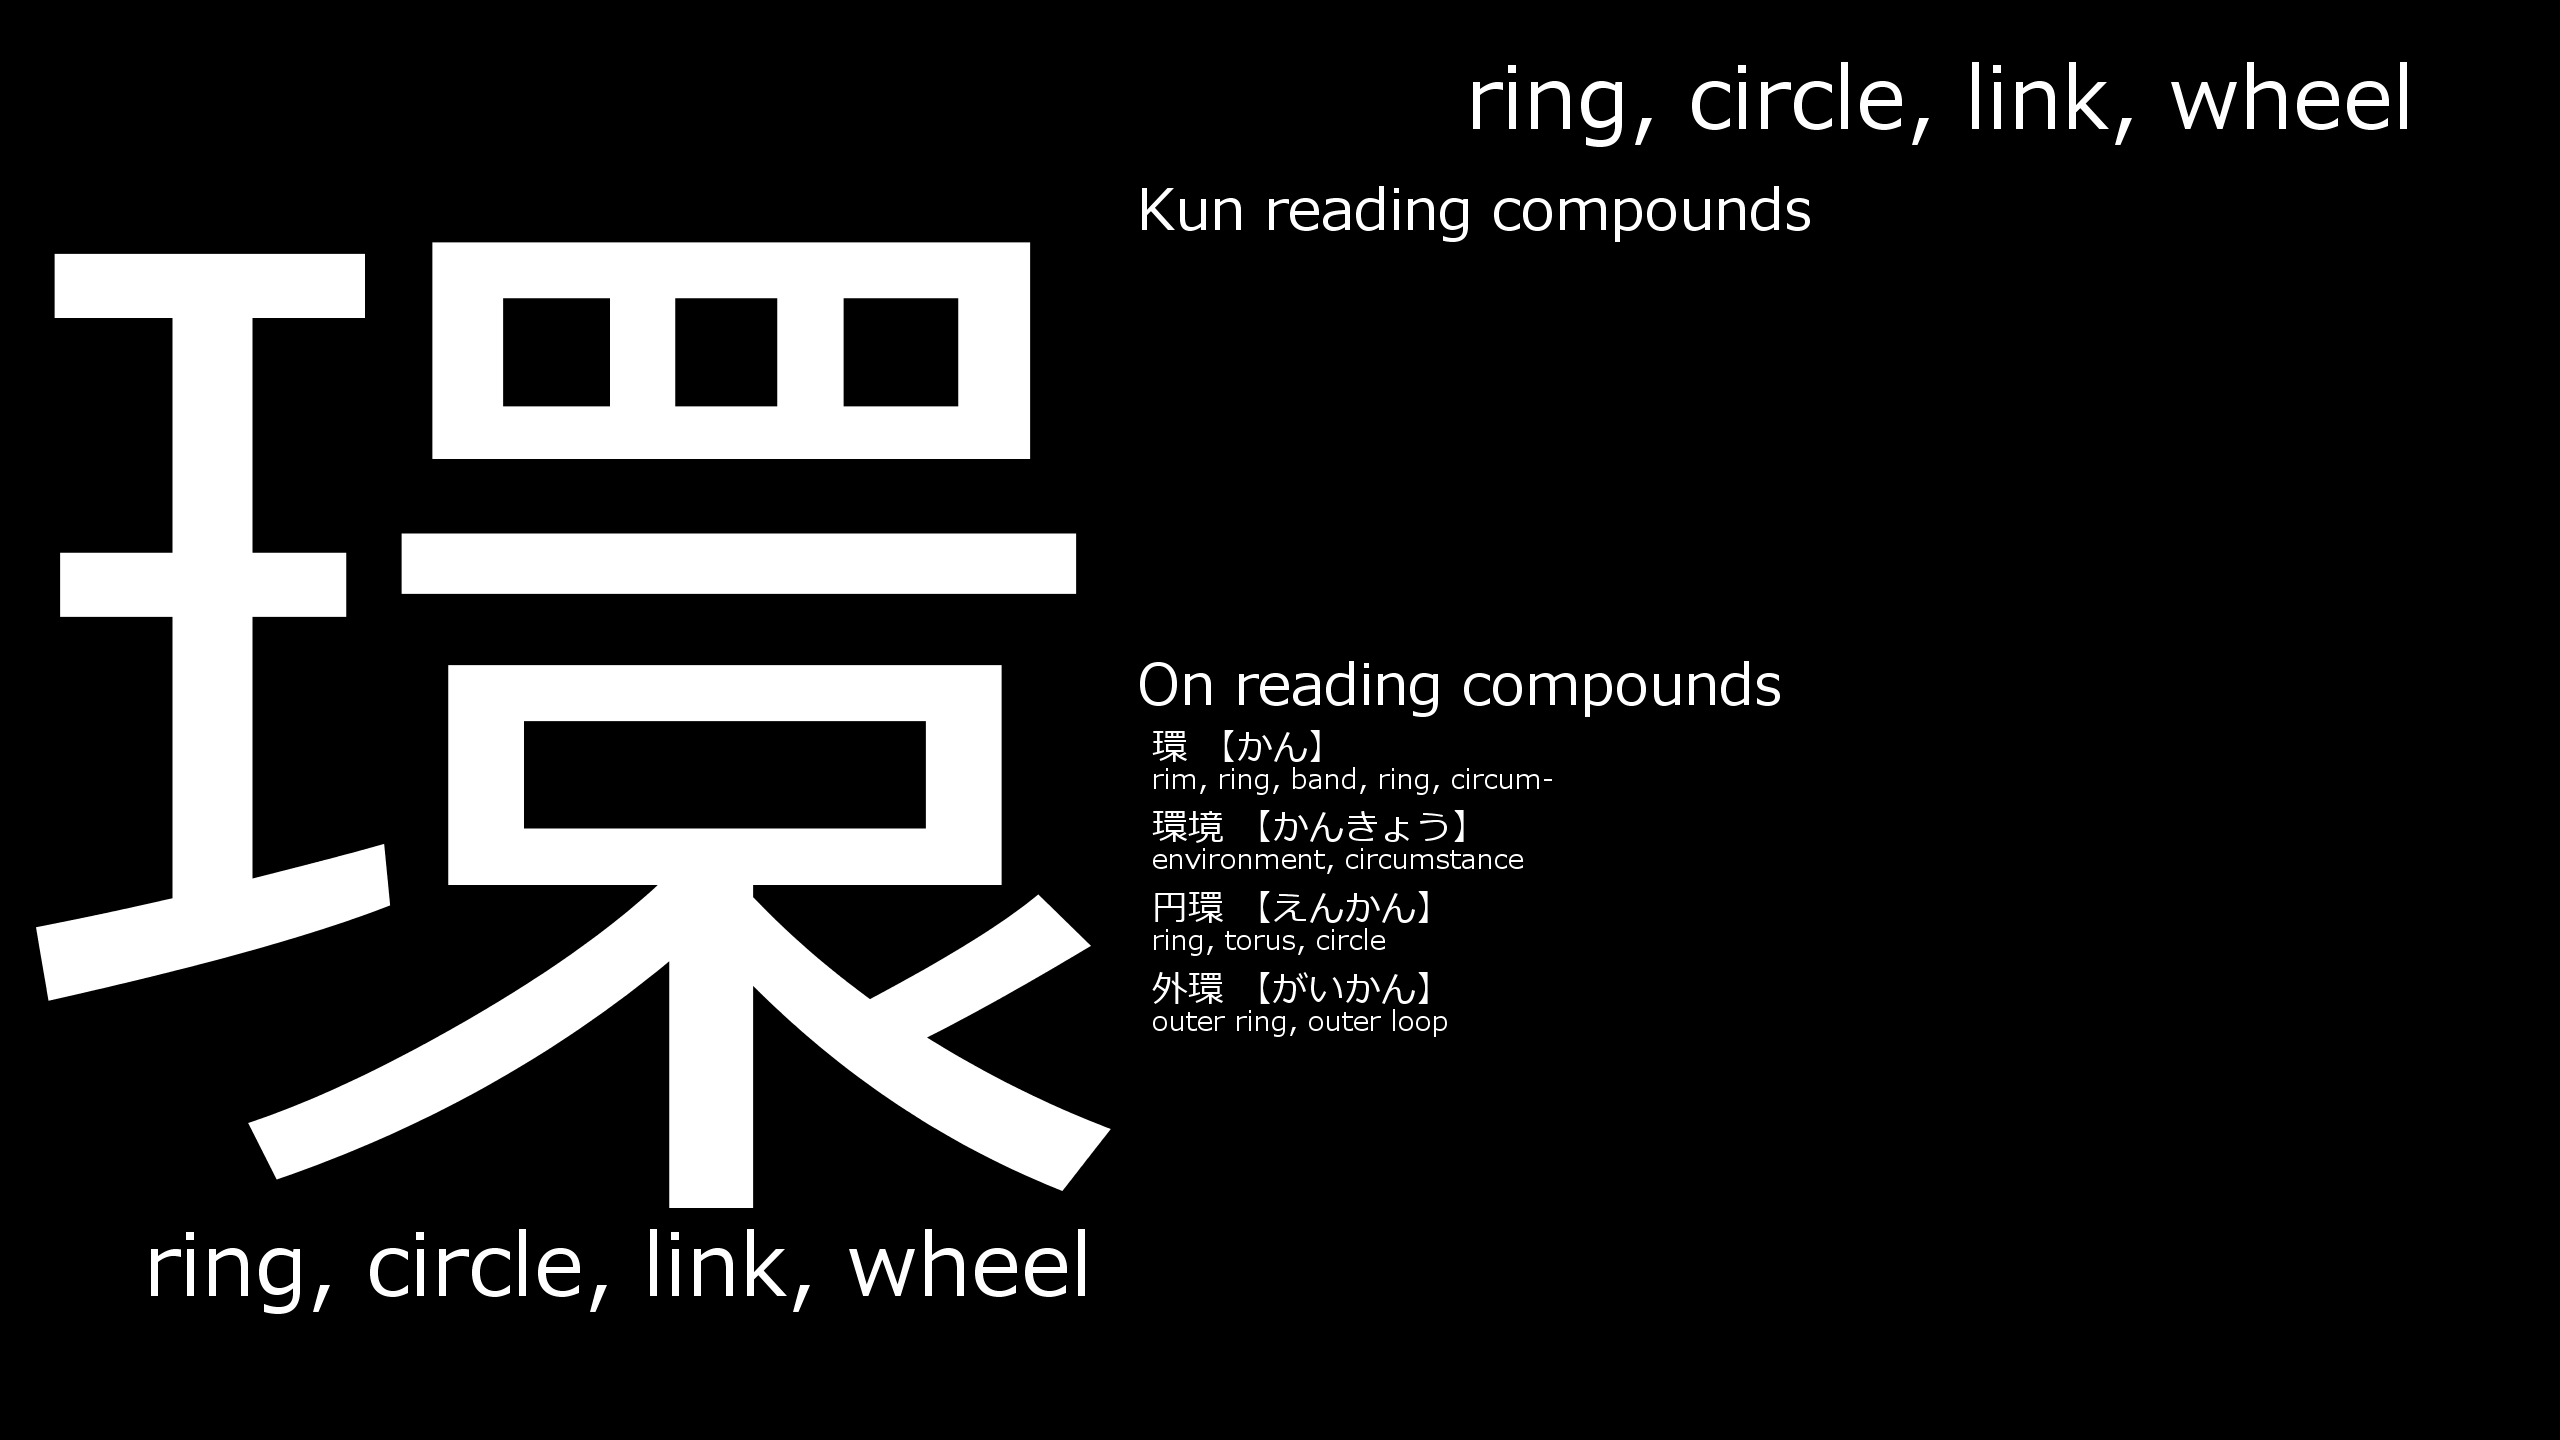 環
ring, circle, link, wheel
ring, circle, link, wheel
Kun reading compounds
On reading compounds
環 【かん】
rim, ring, band, ring, circum-
環境 【かんきょう】
environment, circumstance
円環 【えんかん】
ring, torus, circle
外環 【がいかん】
outer ring, outer loop